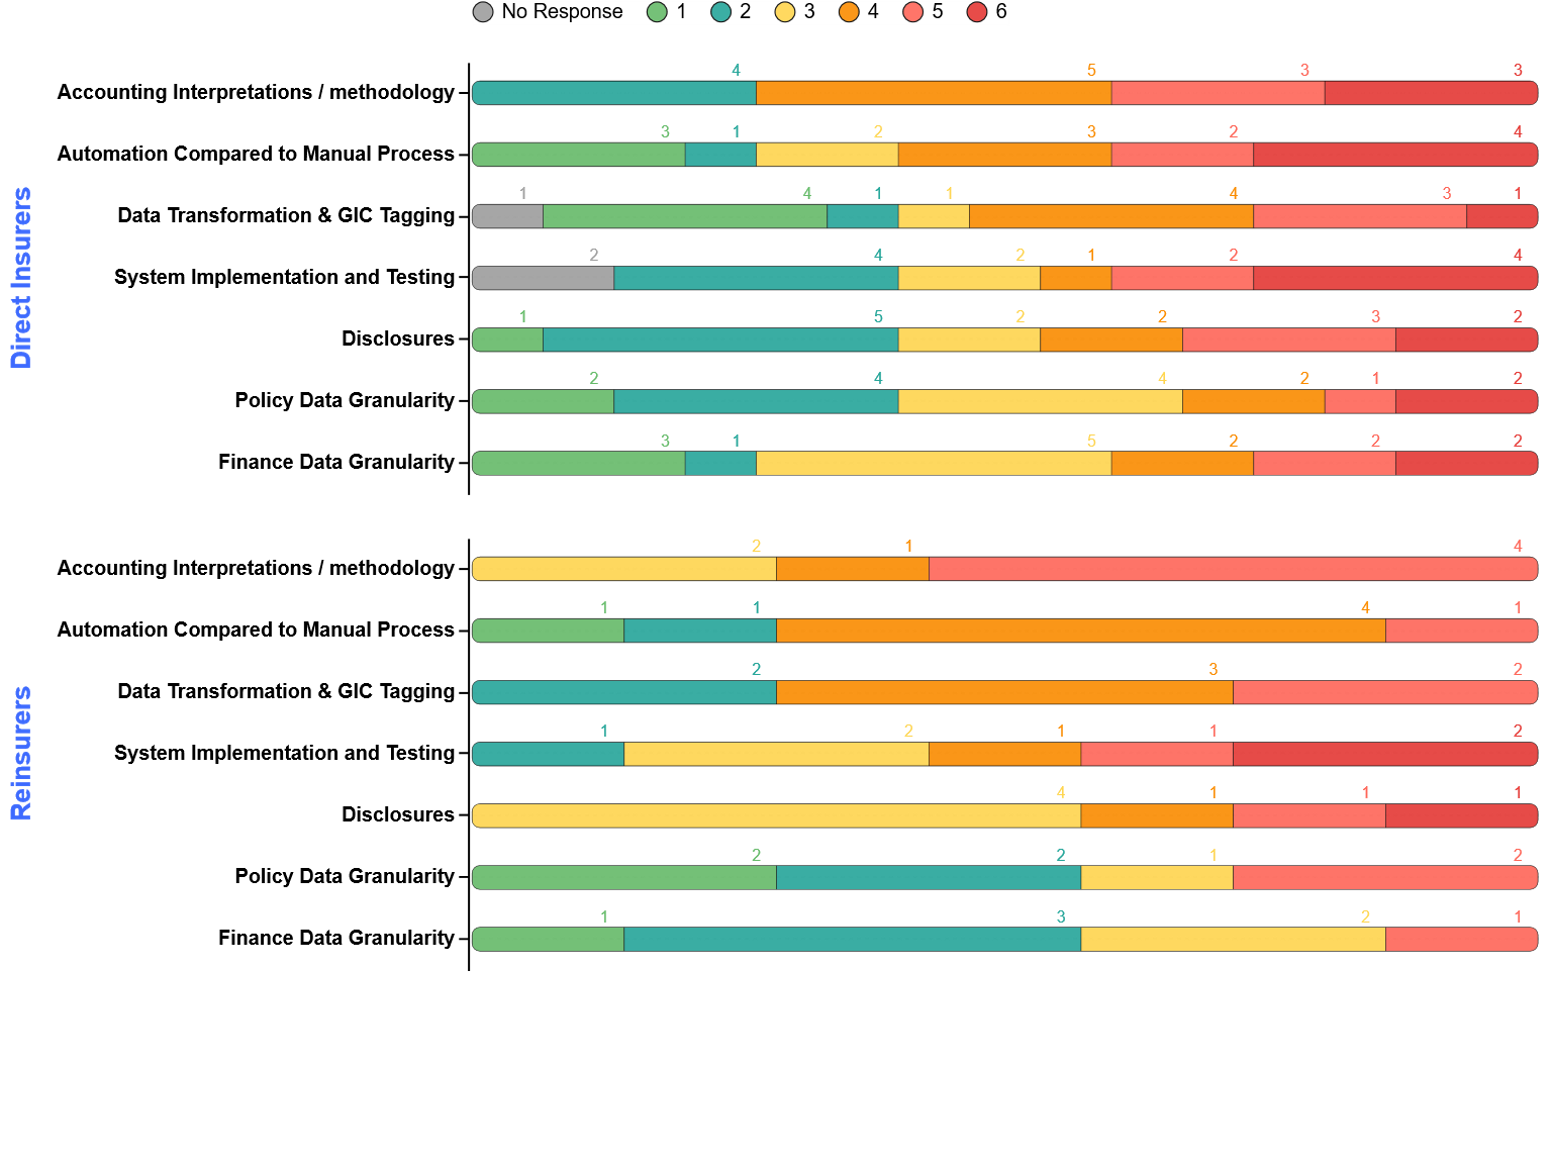 No Response 1 2 3 4 5 6
Direct Insurers
4 5 3 3
Accounting Interpretations / methodology
3 1 2 3 2 4
Automation Compared to Manual Process
1 4 1 1 4 3 1
Data Transformation & GIC Tagging
2 4 2 1 2 4
System Implementation and Testing
1 5 2 2 3 2
Disclosures
2 4 4 2 1 2
Policy Data Granularity
3 1 5 2 2 2
Finance Data Granularity
Reinsurers
2 1 4
Accounting Interpretations / methodology
1 1 4 1
Automation Compared to Manual Process
2 3 2
Data Transformation & GIC Tagging
1 2 1 1 2
System Implementation and Testing
4 1 1 1
Disclosures
2 2 1 2
Policy Data Granularity
1 3 2 1
Finance Data Granularity